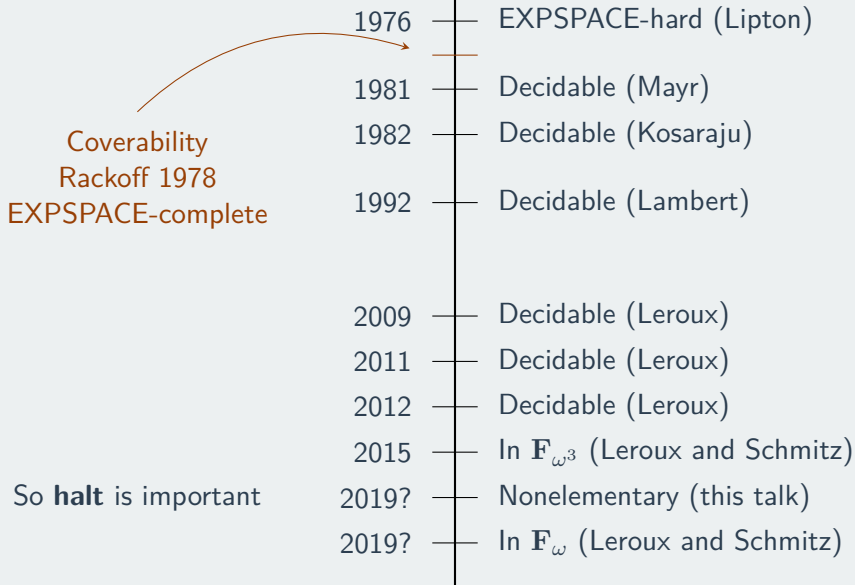 1976 EXPSPACE-hard (Lipton)
1981 Decidable (Mayr)
1982 Decidable (Kosaraju)
Coverability
Rackoff 1978
EXPSPACE-complete
1992 Decidable (Lambert)
2009 Decidable (Leroux)
2011 Decidable (Leroux)
2012 Decidable (Leroux)
2015 In F_{ω³} (Leroux and Schmitz)
So halt is important 2019? Nonelementary (this talk)
2019? In F_ω (Leroux and Schmitz)